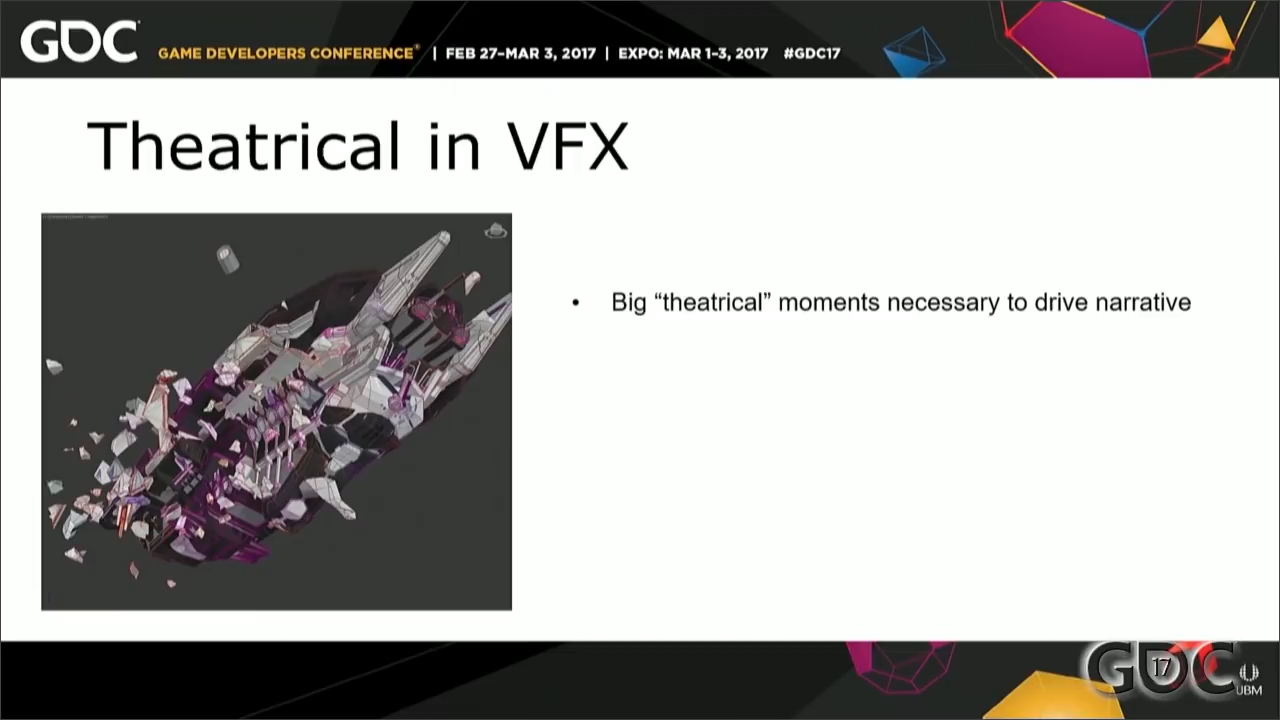 GDC GAME DEVELOPERS CONFERENCE® | FEB 27–MAR 3, 2017 | EXPO: MAR 1–3, 2017 #GDC17
Theatrical in VFX
• Big “theatrical” moments necessary to drive narrative
GDC 17
UBM